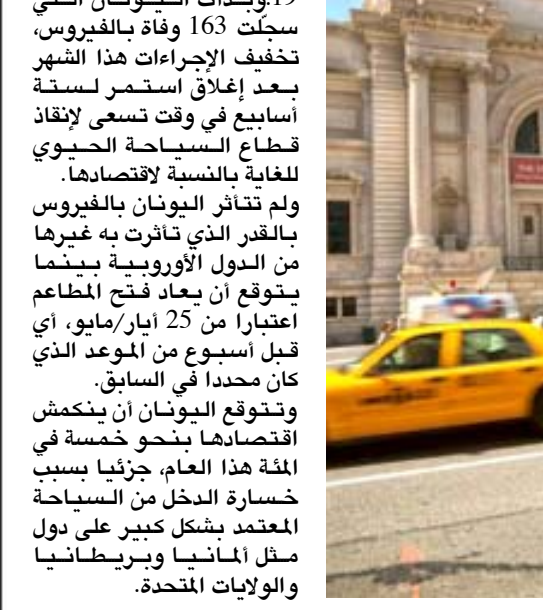 19.وبدأت اليونان التي
سجّلت 163 وفاة بالفيروس،
تخفيف الإجراءات هذا الشهر
بعد إغلاق استمر لستة
أسابيع في وقت تسعى لإنقاذ
قطاع السياحة الحيوي
للغاية بالنسبة لاقتصادها.
ولم تتأثر اليونان بالفيروس
بالقدر الذي تأثرت به غيرها
من الدول الأوروبية بينما
يتوقع أن يعاد فتح المطاعم
اعتبارا من 25 أيار/مايو، أي
قبل أسبوع من الموعد الذي
كان محددا في السابق.
وتتوقع اليونان أن ينكمش
اقتصادها بنحو خمسة في
المئة هذا العام، جزئيا بسبب
خسارة الدخل من السياحة
المعتمد بشكل كبير على دول
مثل ألمانيا وبريطانيا
والولايات المتحدة.